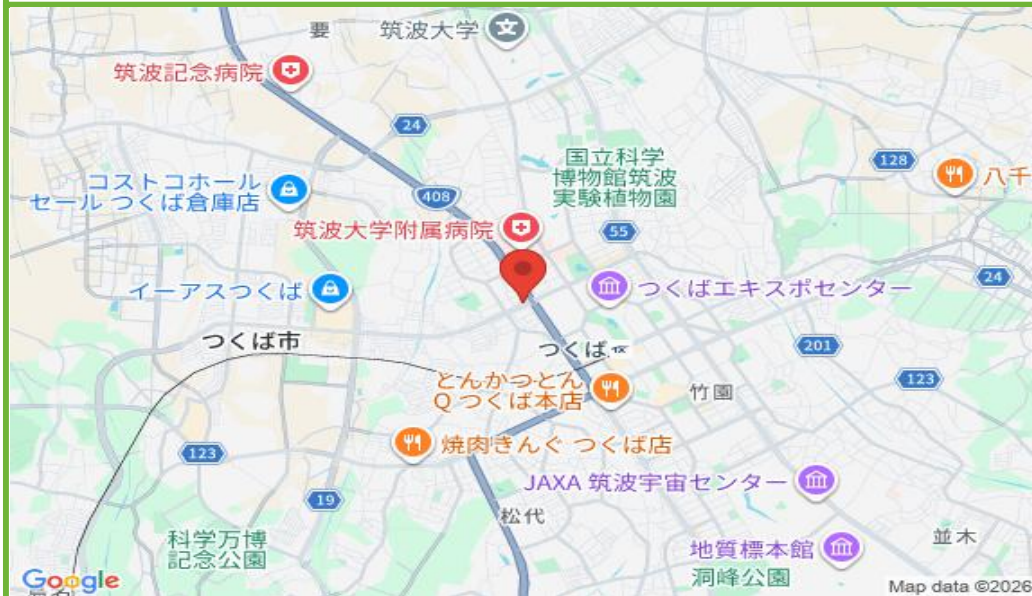 要
筑波大学
筑波記念病院
24
国立科学
博物館筑波
実験植物園
128
八千
コストコホール
セール つくば倉庫店
408
筑波大学附属病院
55
24
イーアスつくば
つくばエキスポセンター
つくば市
つくば
201
とんかつとん
Q つくば本店
竹園
123
焼肉きんぐ つくば店
123
JAXA 筑波宇宙センター
19
松代
科学万博
記念公園
地質標本館
並木
洞峰公園
Google
Map data ©2026